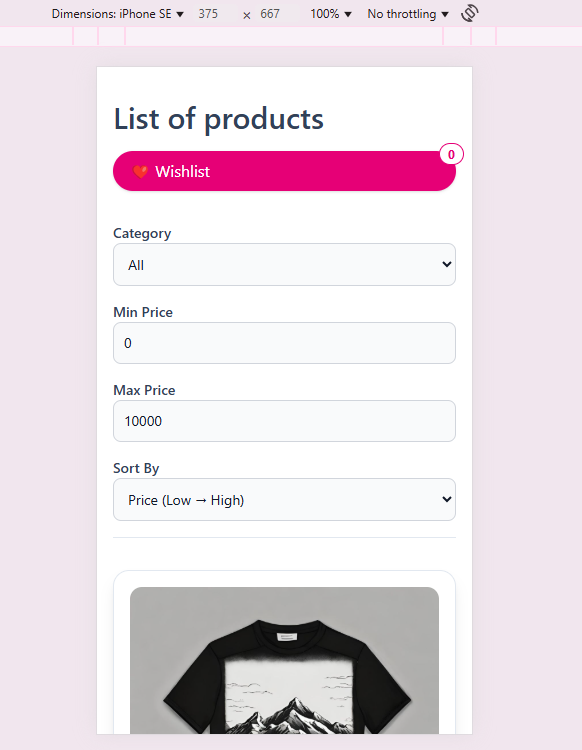 Dimensions: iPhone SE ▼ 375 × 667 100% ▼ No throttling ▼
List of products
0
❤️ Wishlist
Category
All
Min Price
0
Max Price
10000
Sort By
Price (Low → High)